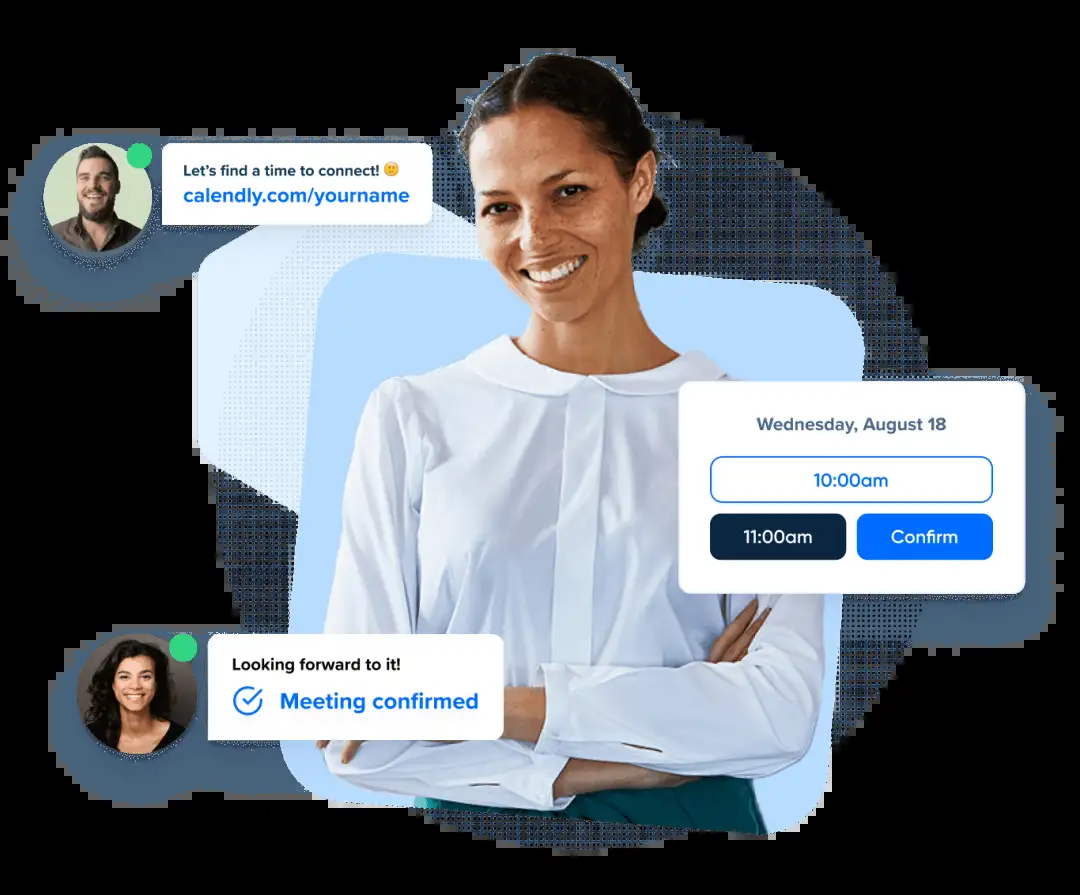 Let's find a time to connect! 🙂
calendly.com/yourname
Wednesday, August 18
10:00am
11:00am Confirm
Looking forward to it!
Meeting confirmed